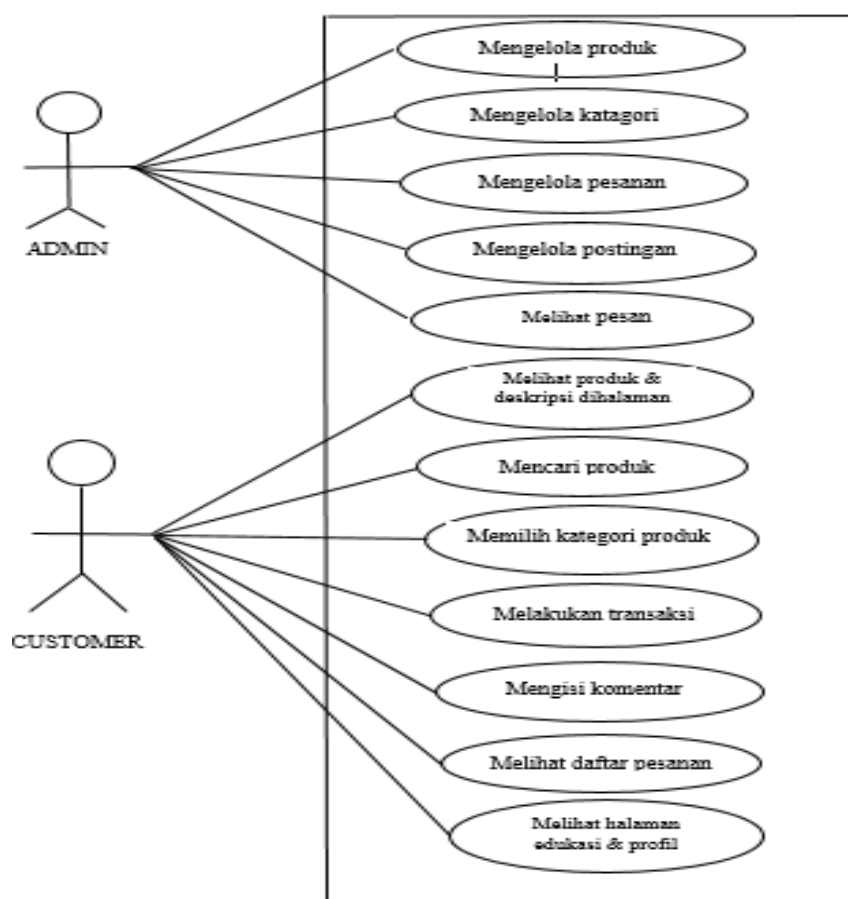 Mengelola produk
Mengelola katagori
Mengelola pesanan
ADMIN
Mengelola postingan
Melihat pesan
Melihat produk &
deskripsi dihalaman
Mencari produk
Memilih kategori produk
Melakukan transaksi
CUSTOMER
Mengisi komentar
Melihat daftar pesanan
Melihat halaman
edukasi & profil